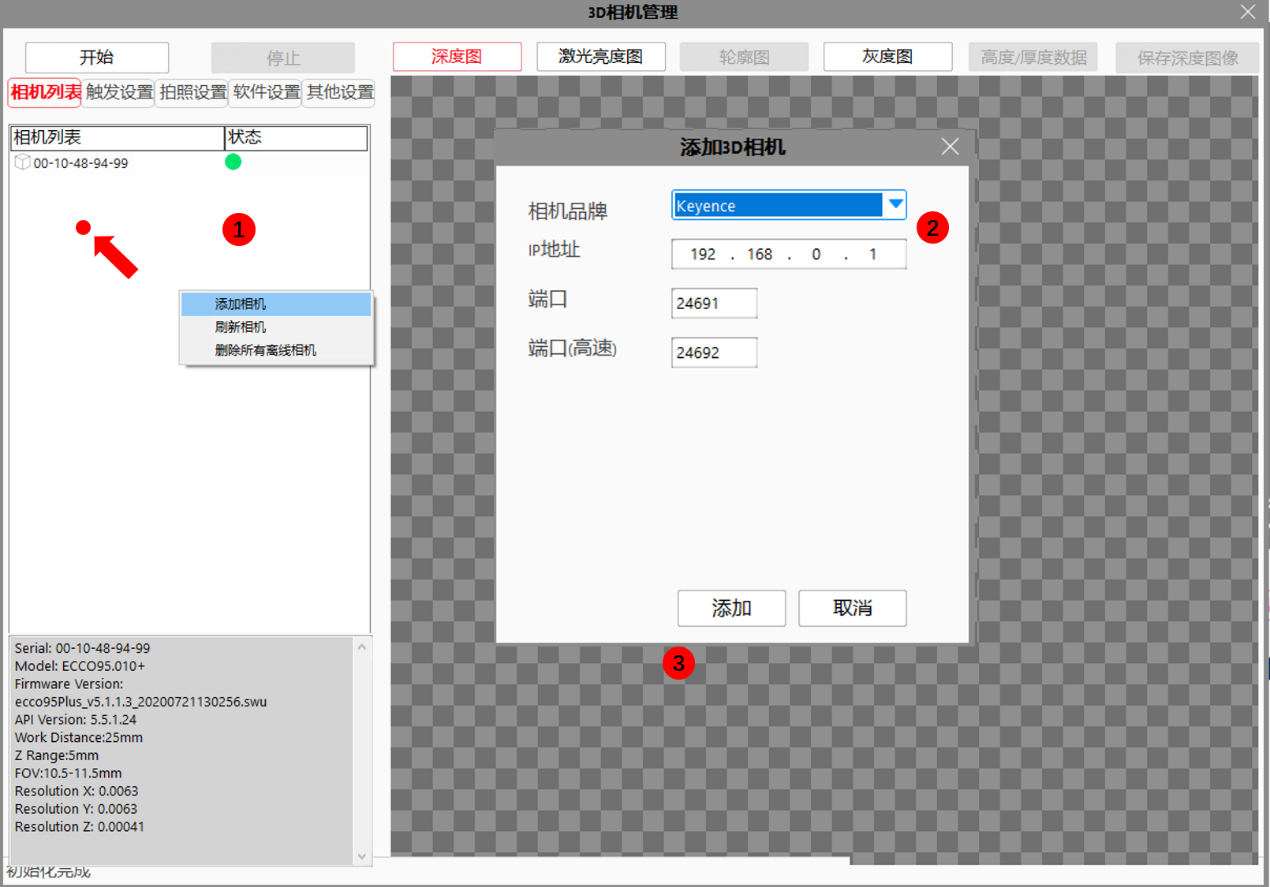 3D相机管理
开始 停止 深度图 激光亮度图 轮廓图 灰度图 高度/厚度数据 保存深度图像
相机列表 触发设置 拍照设置 软件设置 其他设置
相机列表 状态
00-10-48-94-99
1
添加相机
刷新相机
删除所有离线相机
添加3D相机
相机品牌 Keyence
2
IP地址 192 . 168 . 0 . 1
端口 24691
端口(高速) 24692
添加 取消
3
Serial: 00-10-48-94-99
Model: ECCO95.010+
Firmware Version:
ecco95Plus_v5.1.1.3_20200721130256.swu
API Version: 5.5.1.24
Work Distance:25mm
Z Range:5mm
FOV:10.5-11.5mm
Resolution X: 0.0063
Resolution Y: 0.0063
Resolution Z: 0.00041
初始化完成